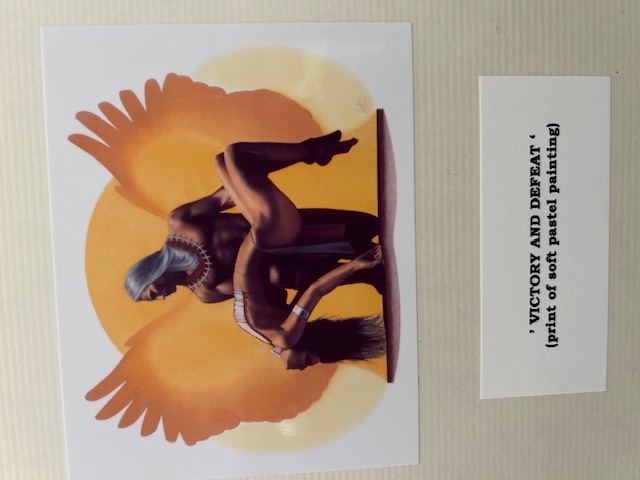 ’ VICTORY AND DEFEAT ‘
(print of soft pastel painting)